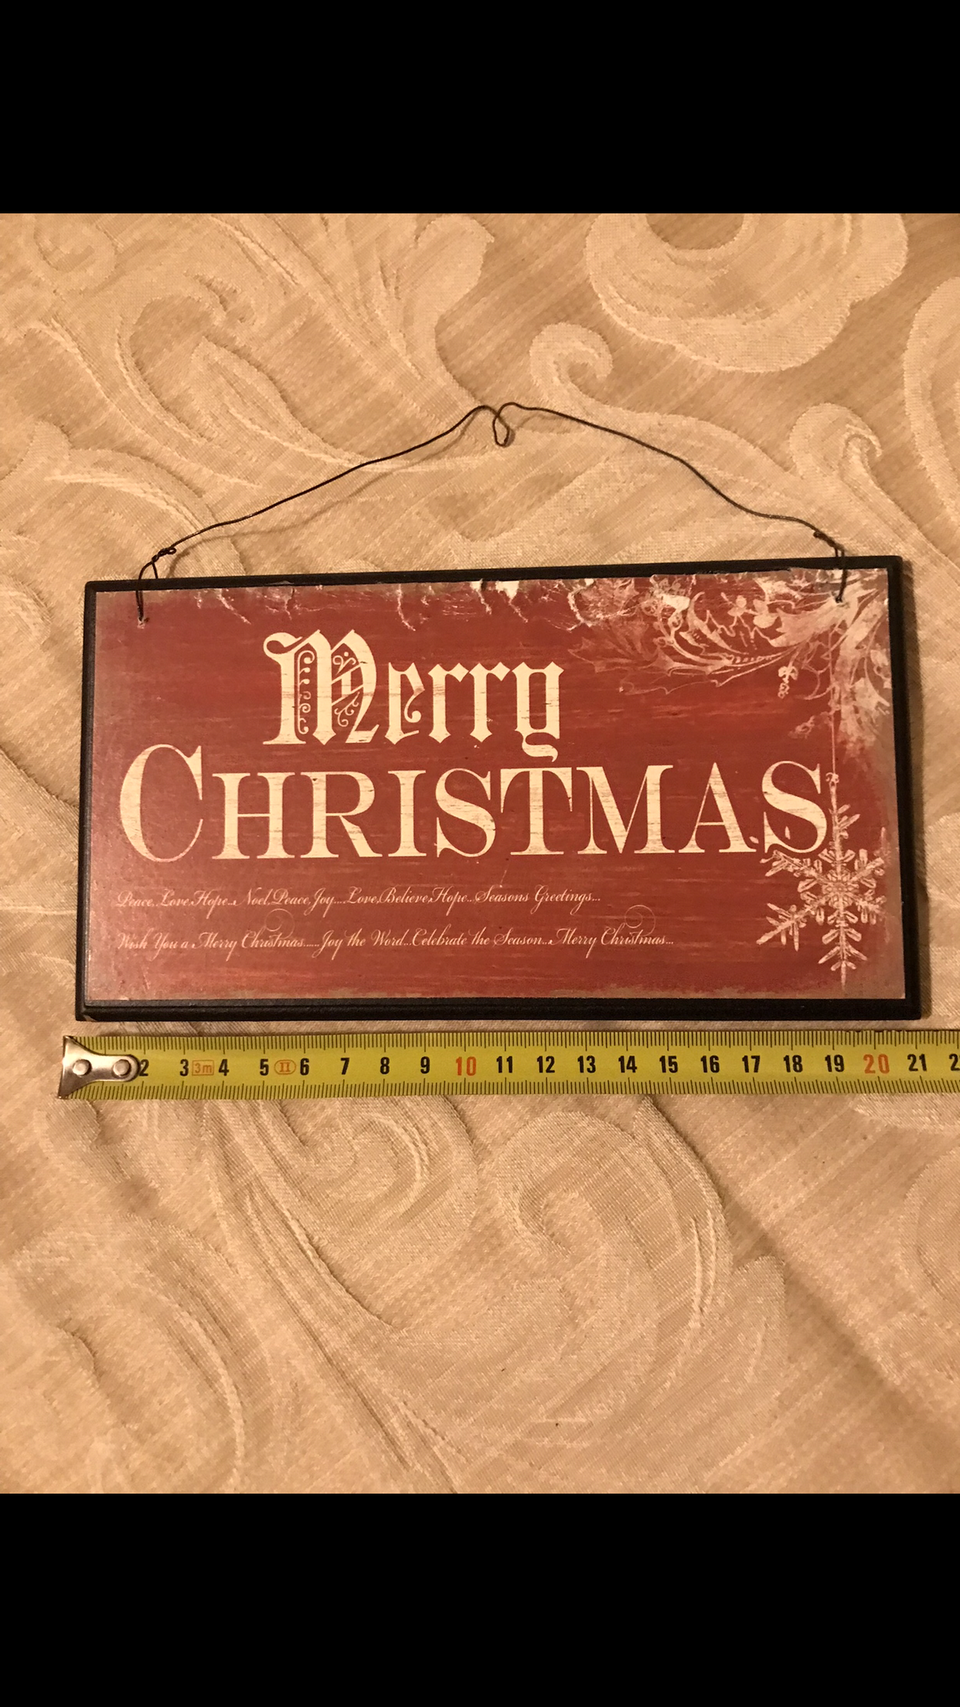 Merry
CHRISTMAS
Peace, Love, Hope... Noel, Peace, Joy.... Love, Believe, Hope... Seasons Greetings...
Wish You a Merry Christmas..... Joy the Word... Celebrate the Season... Merry Christmas...
2 3 3m 4 5 II 6 7 8 9 10 11 12 13 14 15 16 17 18 19 20 21